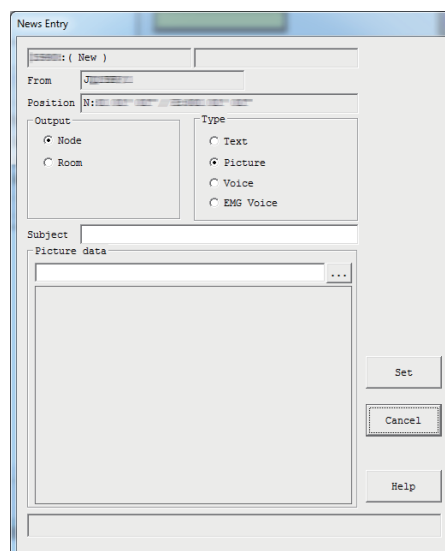 News Entry
: ( New )
From J
Position N:
Output
Type
Node
Text
Room
Picture
Voice
EMG Voice
Subject
Picture data
...
Set
Cancel
Help